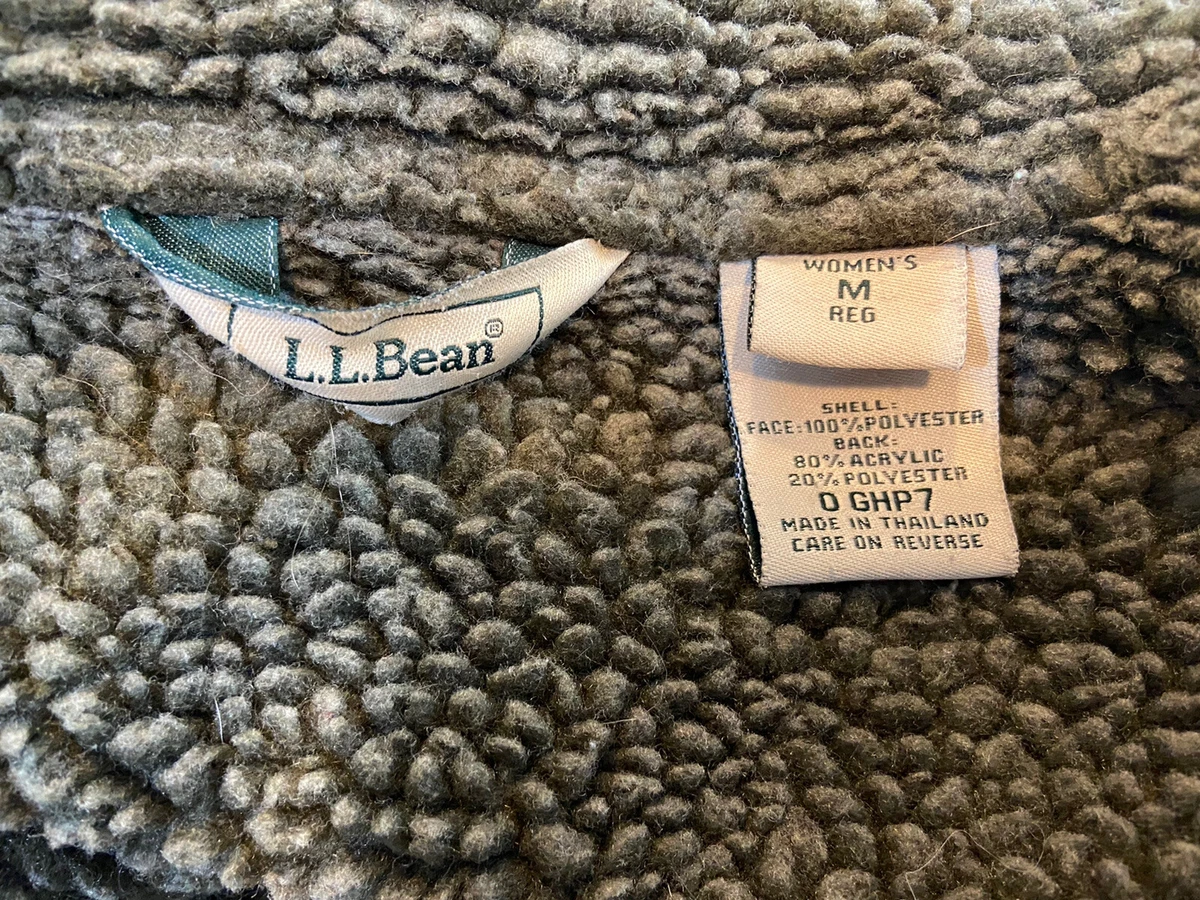 L.L.Bean®
WOMEN'S
M
REG
SHELL:
FACE:100%POLYESTER
BACK:
80% ACRYLIC
20% POLYESTER
0 GHP7
MADE IN THAILAND
CARE ON REVERSE